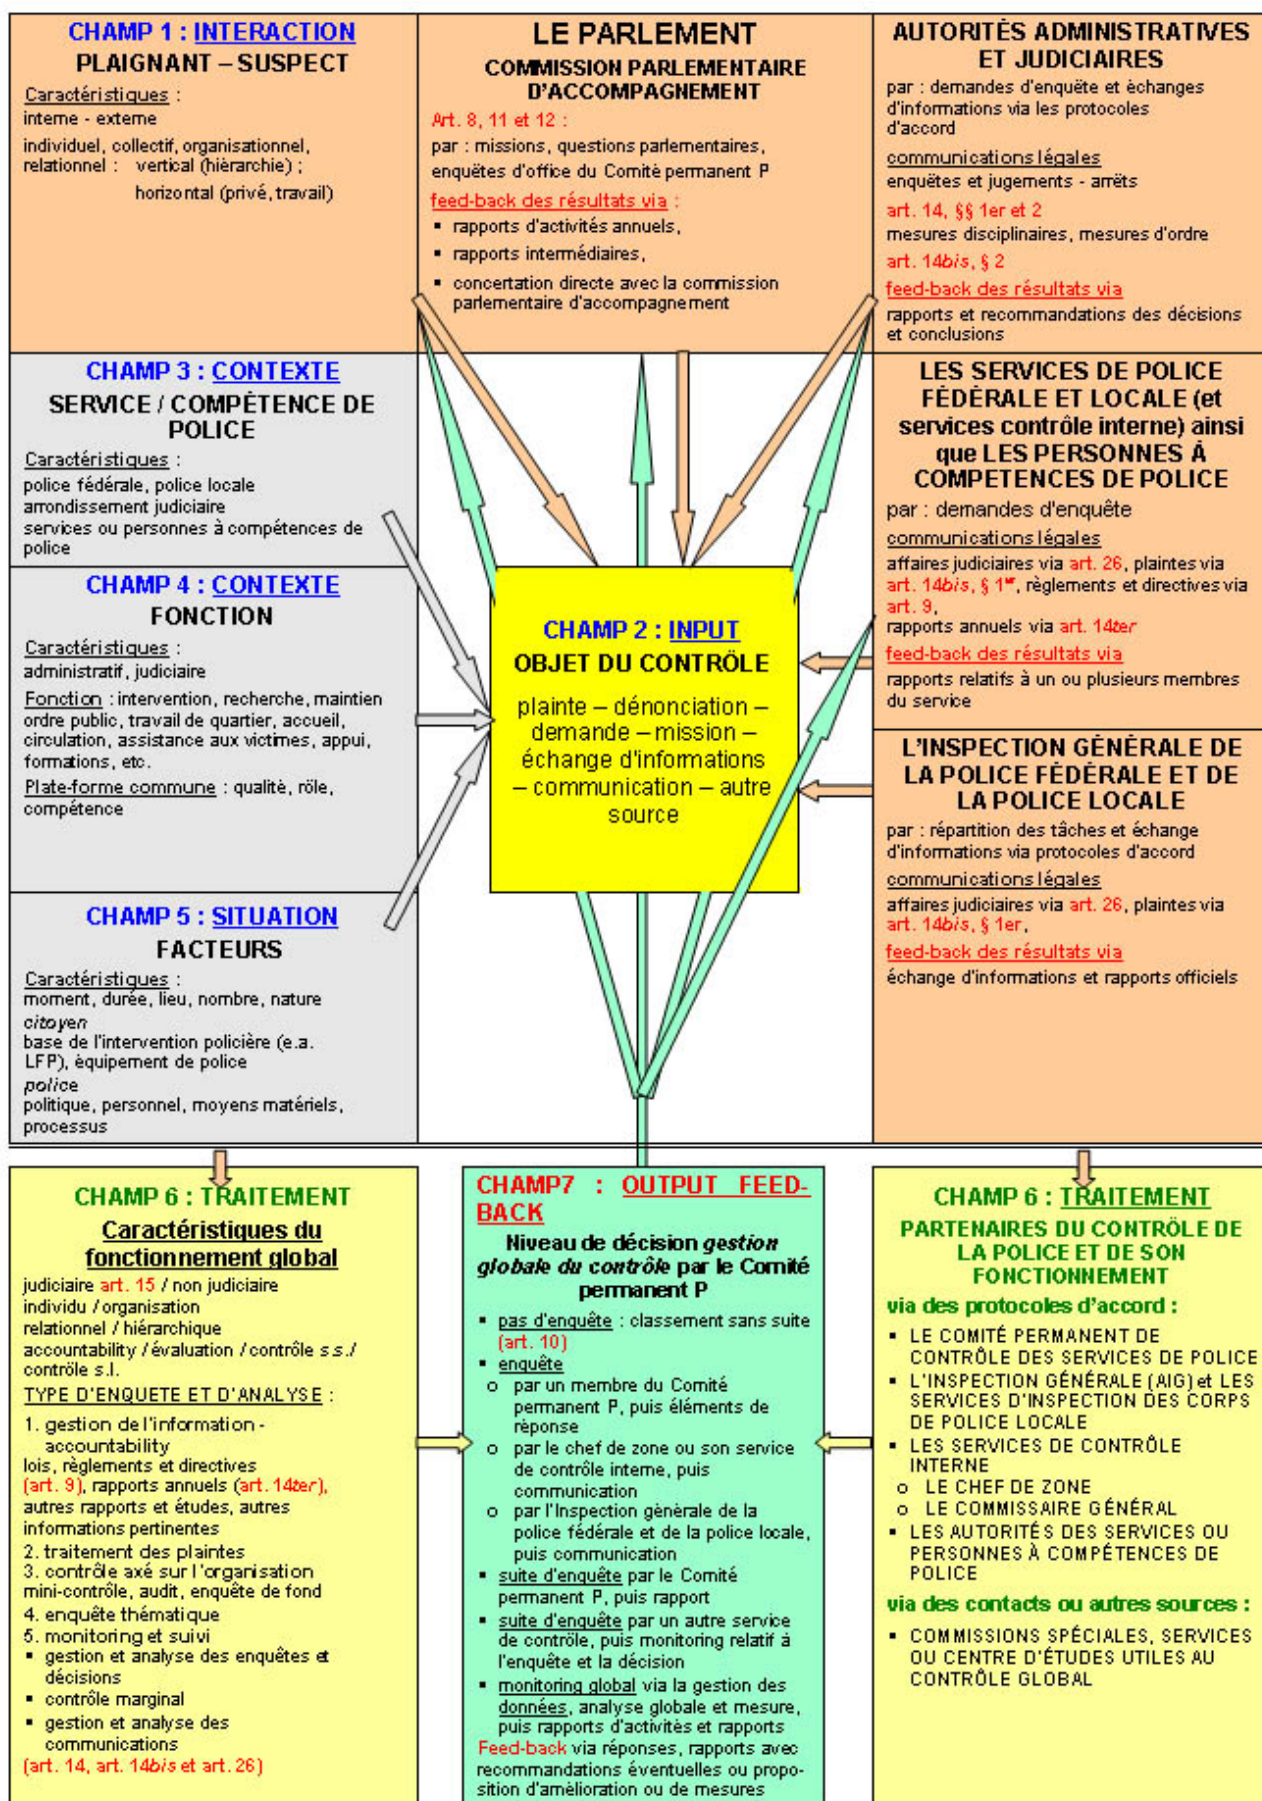 CHAMP 1 : INTERACTION
PLAIGNANT – SUSPECT
Caractéristiques :
interne - externe
individuel, collectif, organisationnel,
relationnel : vertical (hiérarchie) ;
horizontal (privé, travail)
LE PARLEMENT
COMMISSION PARLEMENTAIRE
D'ACCOMPAGNEMENT
Art. 8, 11 et 12 :
par : missions, questions parlementaires,
enquêtes d'office du Comité permanent P
feed-back des résultats via :
▪ rapports d'activités annuels,
▪ rapports intermédiaires,
▪ concertation directe avec la commission
parlementaire d'accompagnement
AUTORITÉS ADMINISTRATIVES
ET JUDICIAIRES
par : demandes d'enquête et échanges
d'informations via les protocoles
d'accord
communications légales
enquêtes et jugements - arrêts
art. 14, §§ 1er et 2
mesures disciplinaires, mesures d'ordre
art. 14bis, § 2
feed-back des résultats via
rapports et recommandations des décisions
et conclusions
CHAMP 3 : CONTEXTE
SERVICE / COMPÉTENCE DE
POLICE
Caractéristiques :
police fédérale, police locale
arrondissement judiciaire
services ou personnes à compétences de
police
CHAMP 4 : CONTEXTE
FONCTION
Caractéristiques :
administratif, judiciaire
Fonction : intervention, recherche, maintien
ordre public, travail de quartier, accueil,
circulation, assistance aux victimes, appui,
formations, etc.
Plate-forme commune : qualité, rôle,
compétence
CHAMP 5 : SITUATION
FACTEURS
Caractéristiques :
moment, durée, lieu, nombre, nature
citoyen
base de l'intervention policière (e.a.
LFP), équipement de police
police
politique, personnel, moyens matériels,
processus
CHAMP 2 : INPUT
OBJET DU CONTRÔLE
plainte – dénonciation –
demande – mission –
échange d'informations
– communication – autre
source
LES SERVICES DE POLICE
FÉDÉRALE ET LOCALE (et
services contrôle interne) ainsi
que LES PERSONNES À
COMPETENCES DE POLICE
par : demandes d'enquête
communications légales
affaires judiciaires via art. 26, plaintes via
art. 14bis, § 1er, règlements et directives via
art. 9,
rapports annuels via art. 14ter
feed-back des résultats via
rapports relatifs à un ou plusieurs membres
du service
L'INSPECTION GÉNÉRALE DE
LA POLICE FÉDÉRALE ET DE
LA POLICE LOCALE
par : répartition des tâches et échange
d'informations via protocoles d'accord
communications légales
affaires judiciaires via art. 26, plaintes via
art. 14bis, § 1er,
feed-back des résultats via
échange d'informations et rapports officiels
CHAMP 6 : TRAITEMENT
Caractéristiques du
fonctionnement global
judiciaire art. 15 / non judiciaire
individu / organisation
relationnel / hiérarchique
accountability / évaluation / contrôle s.s./
contrôle s.l.
TYPE D'ENQUETE ET D'ANALYSE :
1. gestion de l'information -
accountability
lois, règlements et directives
(art. 9), rapports annuels (art. 14ter),
autres rapports et études, autres
informations pertinentes
2. traitement des plaintes
3. contrôle axé sur l'organisation
mini-contrôle, audit, enquête de fond
4. enquête thématique
5. monitoring et suivi
▪ gestion et analyse des enquêtes et
décisions
▪ contrôle marginal
▪ gestion et analyse des
communications
(art. 14, art. 14bis et art. 26)
CHAMP7 : OUTPUT FEED-
BACK
Niveau de décision gestion
globale du contrôle par le Comité
permanent P
▪ pas d'enquête : classement sans suite
(art. 10)
▪ enquête
o par un membre du Comité
permanent P, puis éléments de
réponse
o par le chef de zone ou son service
de contrôle interne, puis
communication
o par l'Inspection générale de la
police fédérale et de la police locale,
puis communication
▪ suite d'enquête par le Comité
permanent P, puis rapport
▪ suite d'enquête par un autre service
de contrôle, puis monitoring relatif à
l'enquête et la décision
▪ monitoring global via la gestion des
données, analyse globale et mesure,
puis rapports d'activités et rapports
Feed-back via réponses, rapports avec
recommandations éventuelles ou propo-
sition d'amélioration ou de mesures
CHAMP 6 : TRAITEMENT
PARTENAIRES DU CONTRÔLE DE
LA POLICE ET DE SON
FONCTIONNEMENT
via des protocoles d'accord :
▪ LE COMITÉ PERMANENT DE
CONTRÔLE DES SERVICES DE POLICE
▪ L'INSPECTION GÉNÉRALE (AIG) et LES
SERVICES D'INSPECTION DES CORPS
DE POLICE LOCALE
▪ LES SERVICES DE CONTRÔLE
INTERNE
o LE CHEF DE ZONE
o LE COMMISSAIRE GÉNÉRAL
▪ LES AUTORITÉS DES SERVICES OU
PERSONNES À COMPÉTENCES DE
POLICE
via des contacts ou autres sources :
▪ COMMISSIONS SPÉCIALES, SERVICES
OU CENTRE D'ÉTUDES UTILES AU
CONTRÔLE GLOBAL